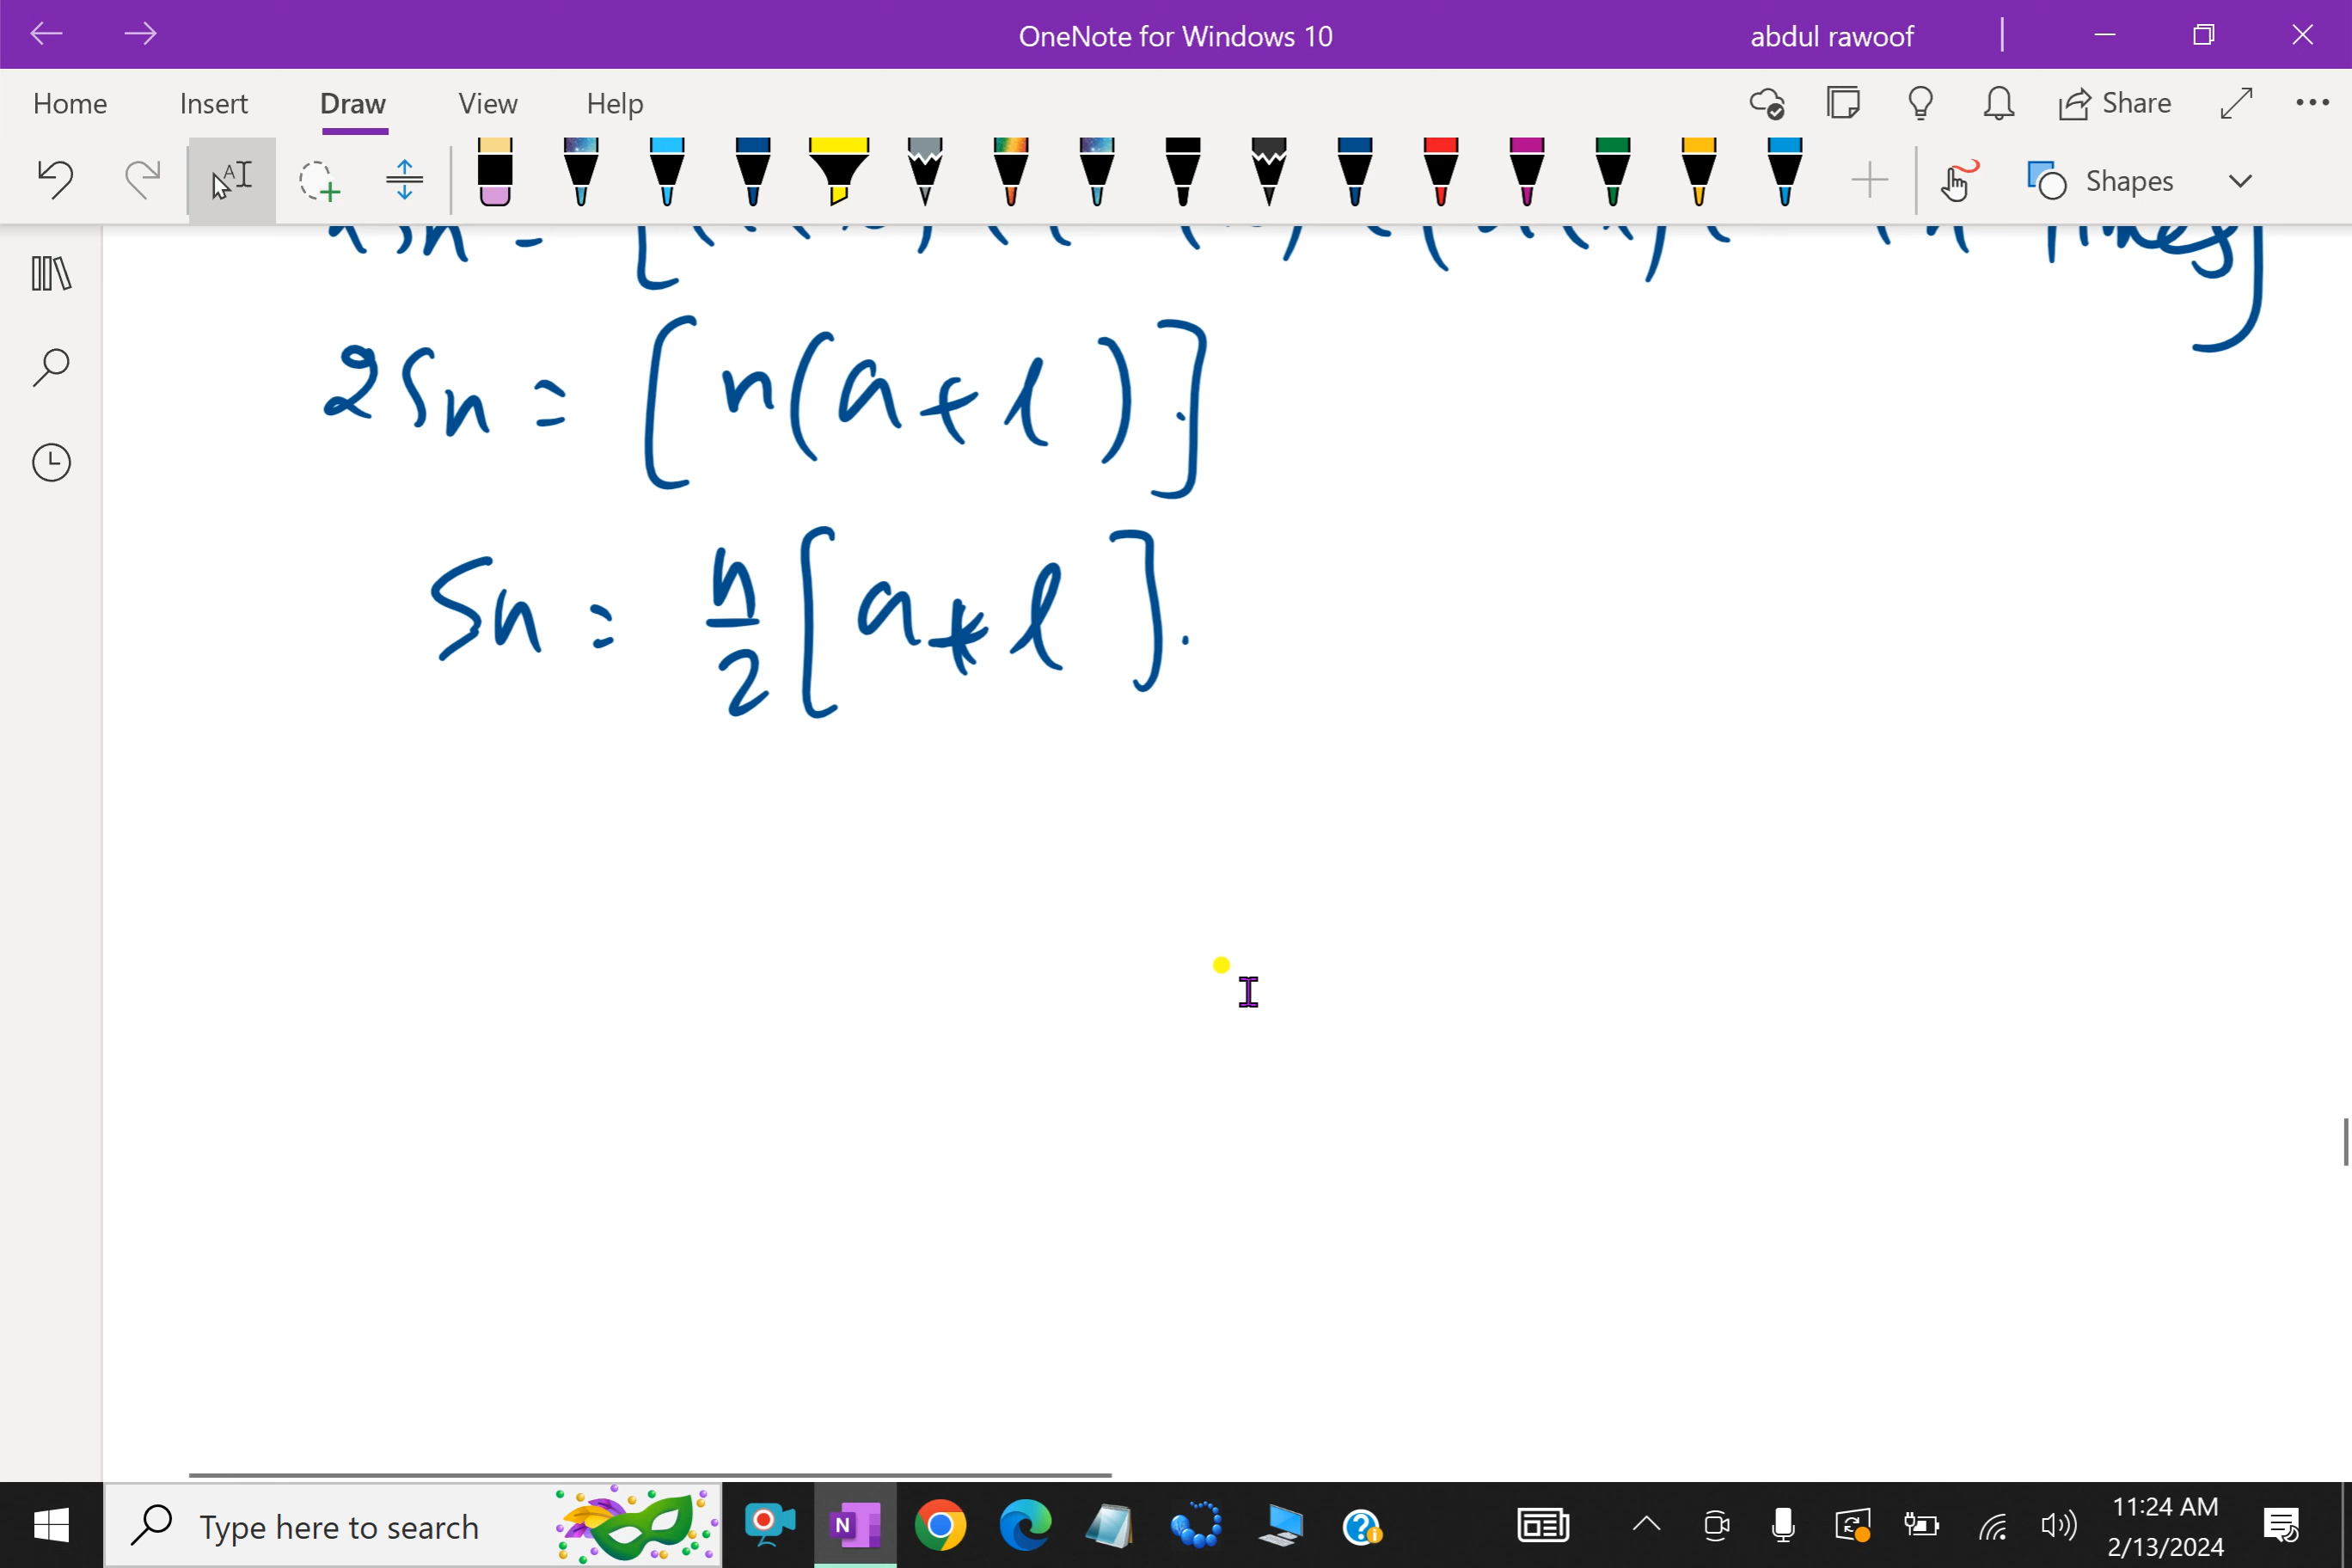 OneNote for Windows 10 abdul rawoof
Home Insert Draw View Help Share
Shapes
2Sn = [n(a+l)]
Sn = n/2 [a+l].
Type here to search
11:24 AM
2/13/2024